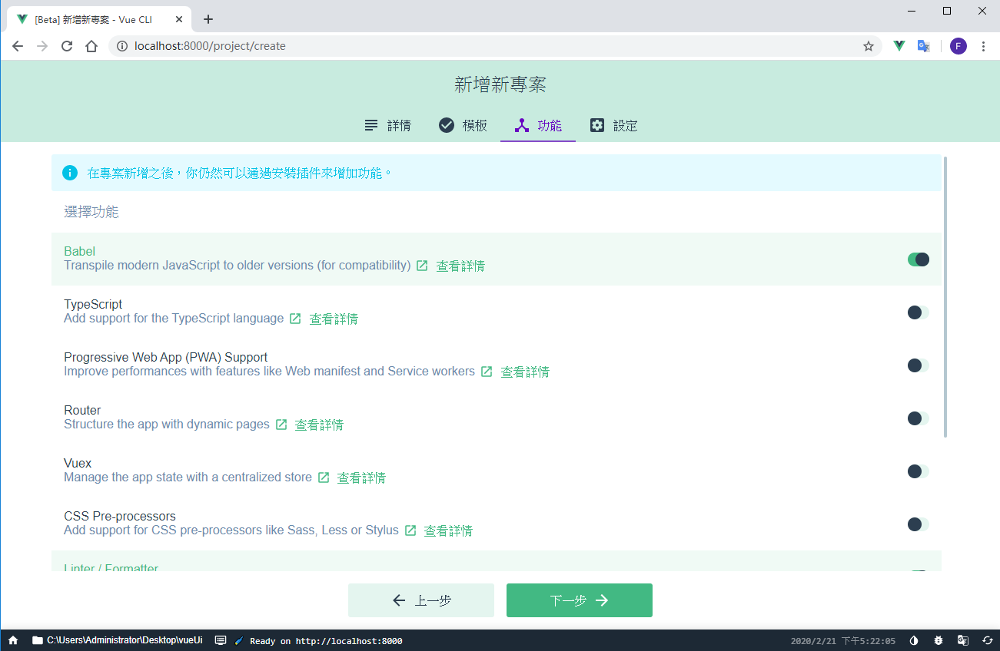 [Beta] 新增新專案 - Vue CLI
localhost:8000/project/create
F
新增新專案
詳情 模板 功能 設定
在專案新增之後，你仍然可以通過安裝插件來增加功能。
選擇功能
Babel
Transpile modern JavaScript to older versions (for compatibility) 查看詳情
TypeScript
Add support for the TypeScript language 查看詳情
Progressive Web App (PWA) Support
Improve performances with features like Web manifest and Service workers 查看詳情
Router
Structure the app with dynamic pages 查看詳情
Vuex
Manage the app state with a centralized store 查看詳情
CSS Pre-processors
Add support for CSS pre-processors like Sass, Less or Stylus 查看詳情
Linter / Formatter
上一步 下一步
C:\Users\Administrator\Desktop\vueUi Ready on http://localhost:8000 2020/2/21 下午5:22:05